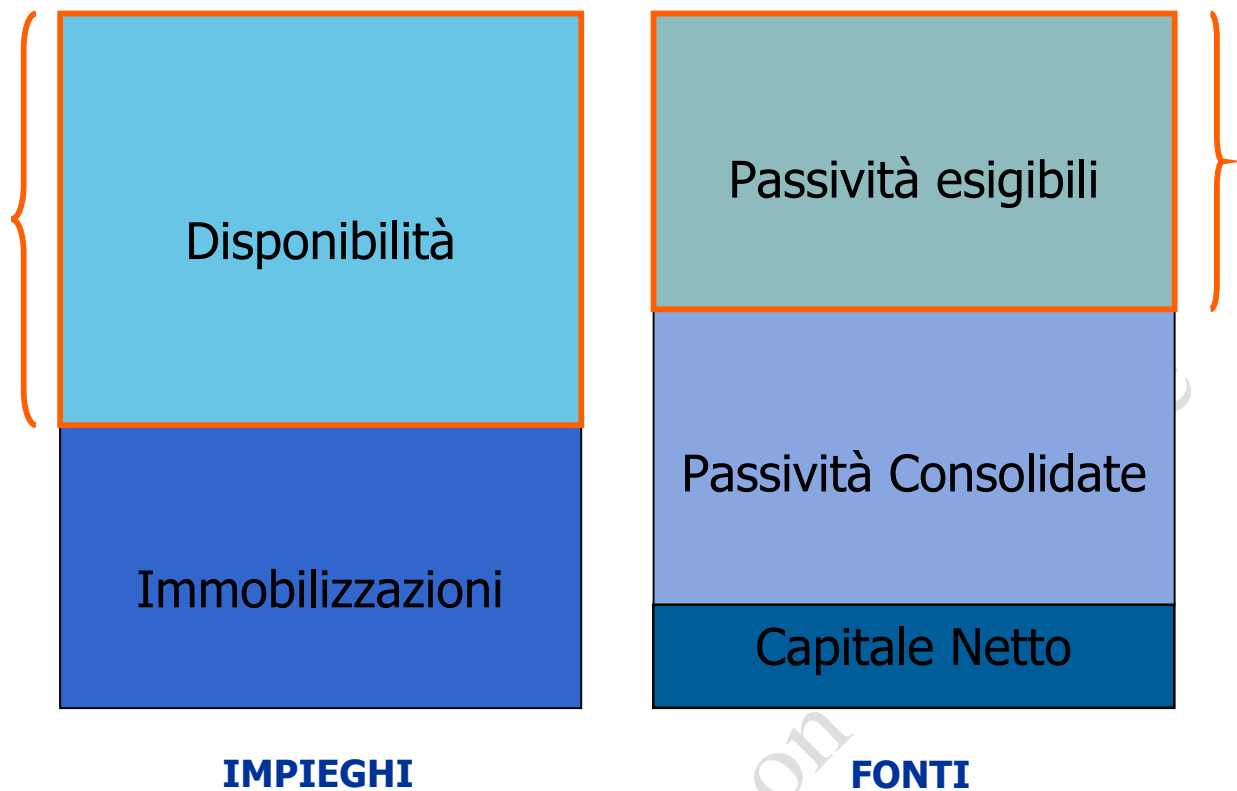 Disponibilità
Immobilizzazioni
IMPIEGHI
Passività esigibili
Passività Consolidate
Capitale Netto
FONTI